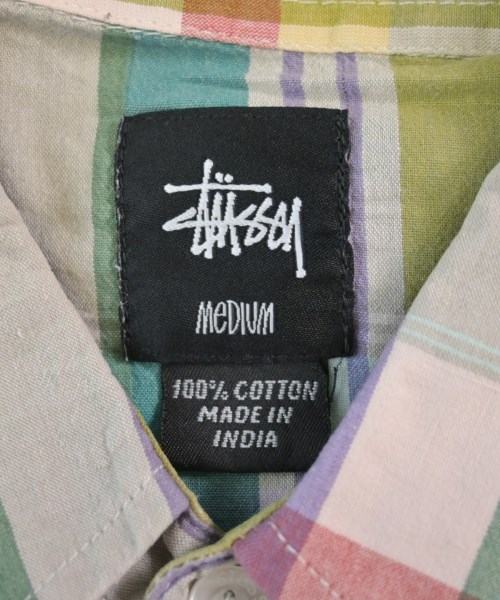 Stüssy
MEDIUM
100% COTTON
MADE IN
INDIA